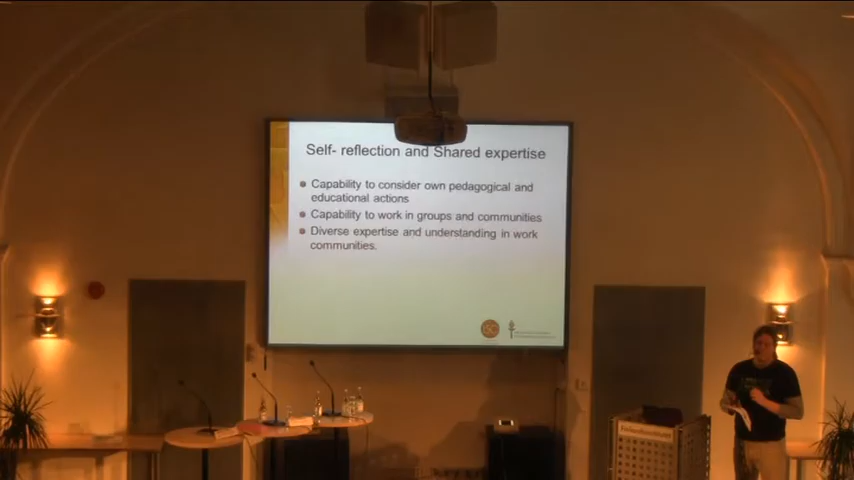 Self- reflection and Shared expertise
Capability to consider own pedagogical and
educational actions
Capability to work in groups and communities
Diverse expertise and understanding in work
communities.